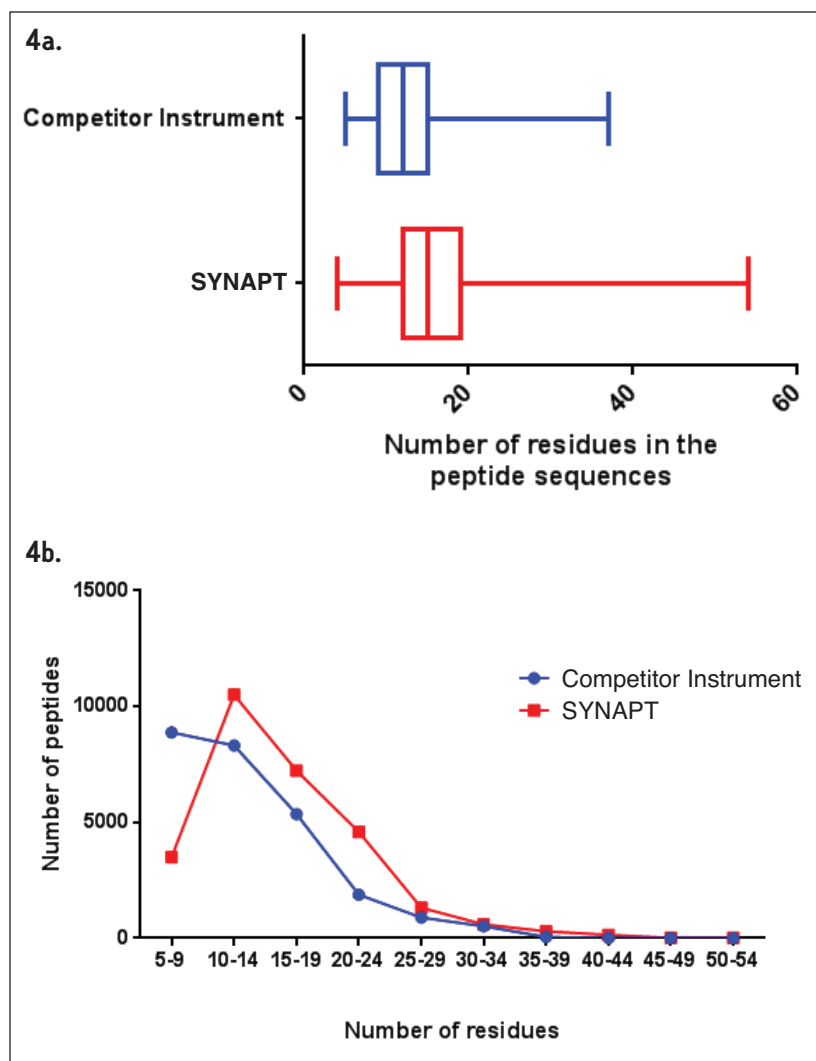 4a.
Competitor Instrument
SYNAPT
0 20 40 60
Number of residues in the
peptide sequences
4b.
15000
10000
5000
0
Number of peptides
Competitor Instrument
SYNAPT
5-9 10-14 15-19 20-24 25-29 30-34 35-39 40-44 45-49 50-54
Number of residues